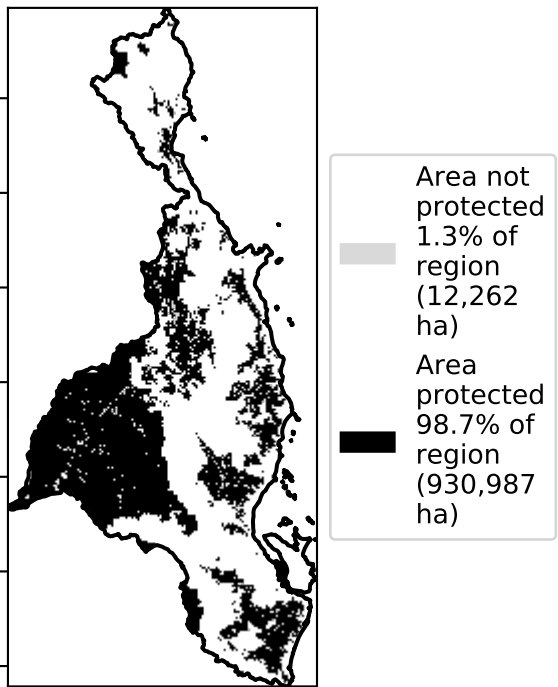 Area not
protected
1.3% of
region
(12,262
ha)
Area
protected
98.7% of
region
(930,987
ha)